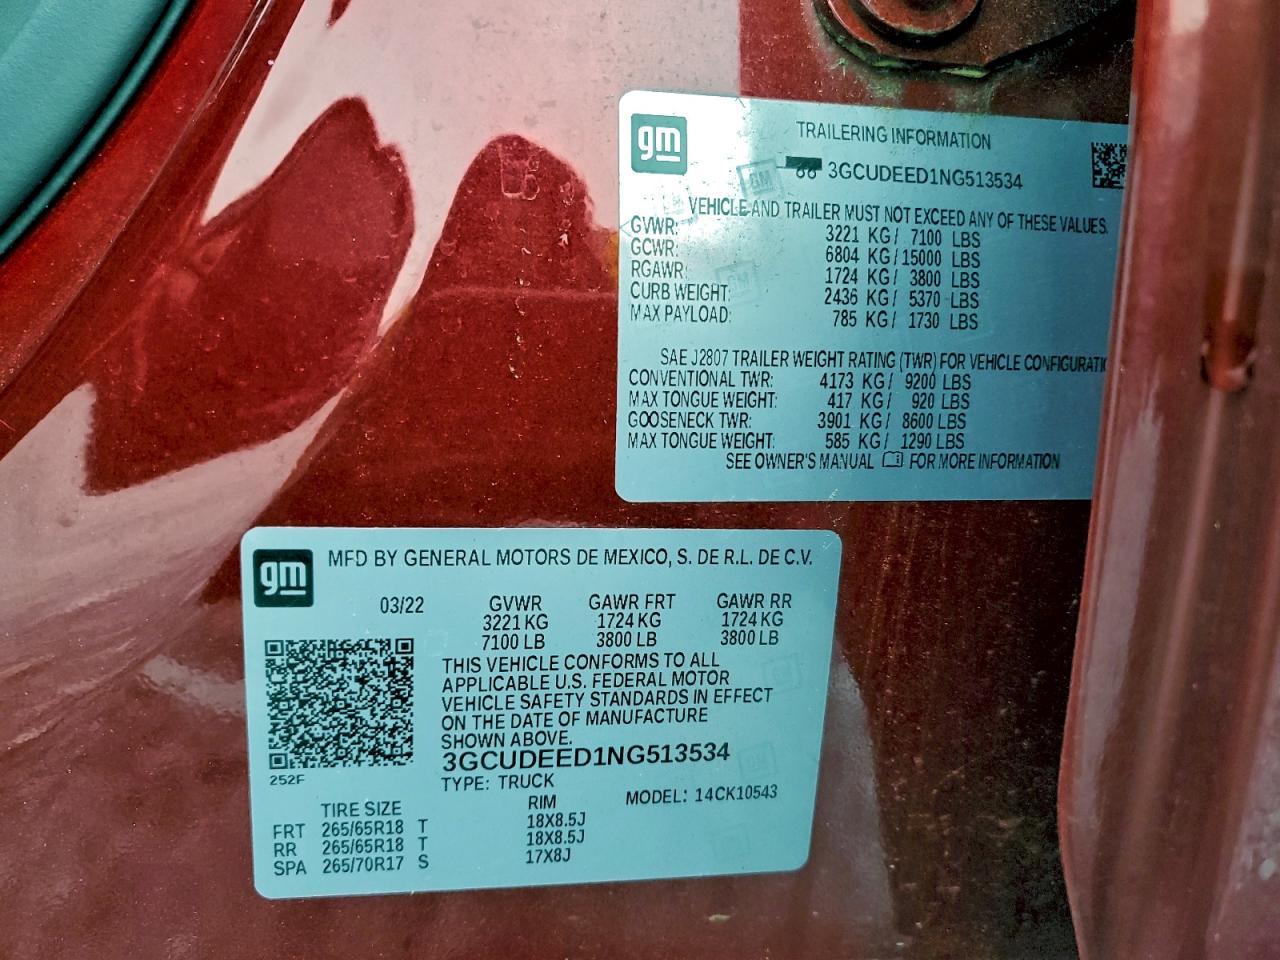 gm
TRAILERING INFORMATION
3GCUDEED1NG513534
VEHICLE AND TRAILER MUST NOT EXCEED ANY OF THESE VALUES.
GVWR: 3221 KG / 7100 LBS
GCWR: 6804 KG / 15000 LBS
RGAWR: 1724 KG / 3800 LBS
CURB WEIGHT: 2436 KG / 5370 LBS
MAX PAYLOAD: 785 KG / 1730 LBS
SAE J2807 TRAILER WEIGHT RATING (TWR) FOR VEHICLE
CONVENTIONAL TWR: 4173 KG / 9200 LBS
MAX TONGUE WEIGHT: 417 KG / 920 LBS
GOOSENECK TWR: 3901 KG / 8600 LBS
MAX TONGUE WEIGHT: 585 KG / 1290 LBS
SEE OWNER'S MANUAL FOR MORE INFORMATION
gm
MFD BY GENERAL MOTORS DE MEXICO, S. DE R.L. DE C.V.
03/22 GVWR GAWR FRT GAWR RR
3221 KG 1724 KG 1724 KG
7100 LB 3800 LB 3800 LB
THIS VEHICLE CONFORMS TO ALL
APPLICABLE U.S. FEDERAL MOTOR
VEHICLE SAFETY STANDARDS IN EFFECT
ON THE DATE OF MANUFACTURE
SHOWN ABOVE.
3GCUDEED1NG513534
252F
TYPE: TRUCK
MODEL: 14CK10543
TIRE SIZE RIM
FRT 265/65R18 T 18X8.5J
RR 265/65R18 T 18X8.5J
SPA 265/70R17 S 17X8J